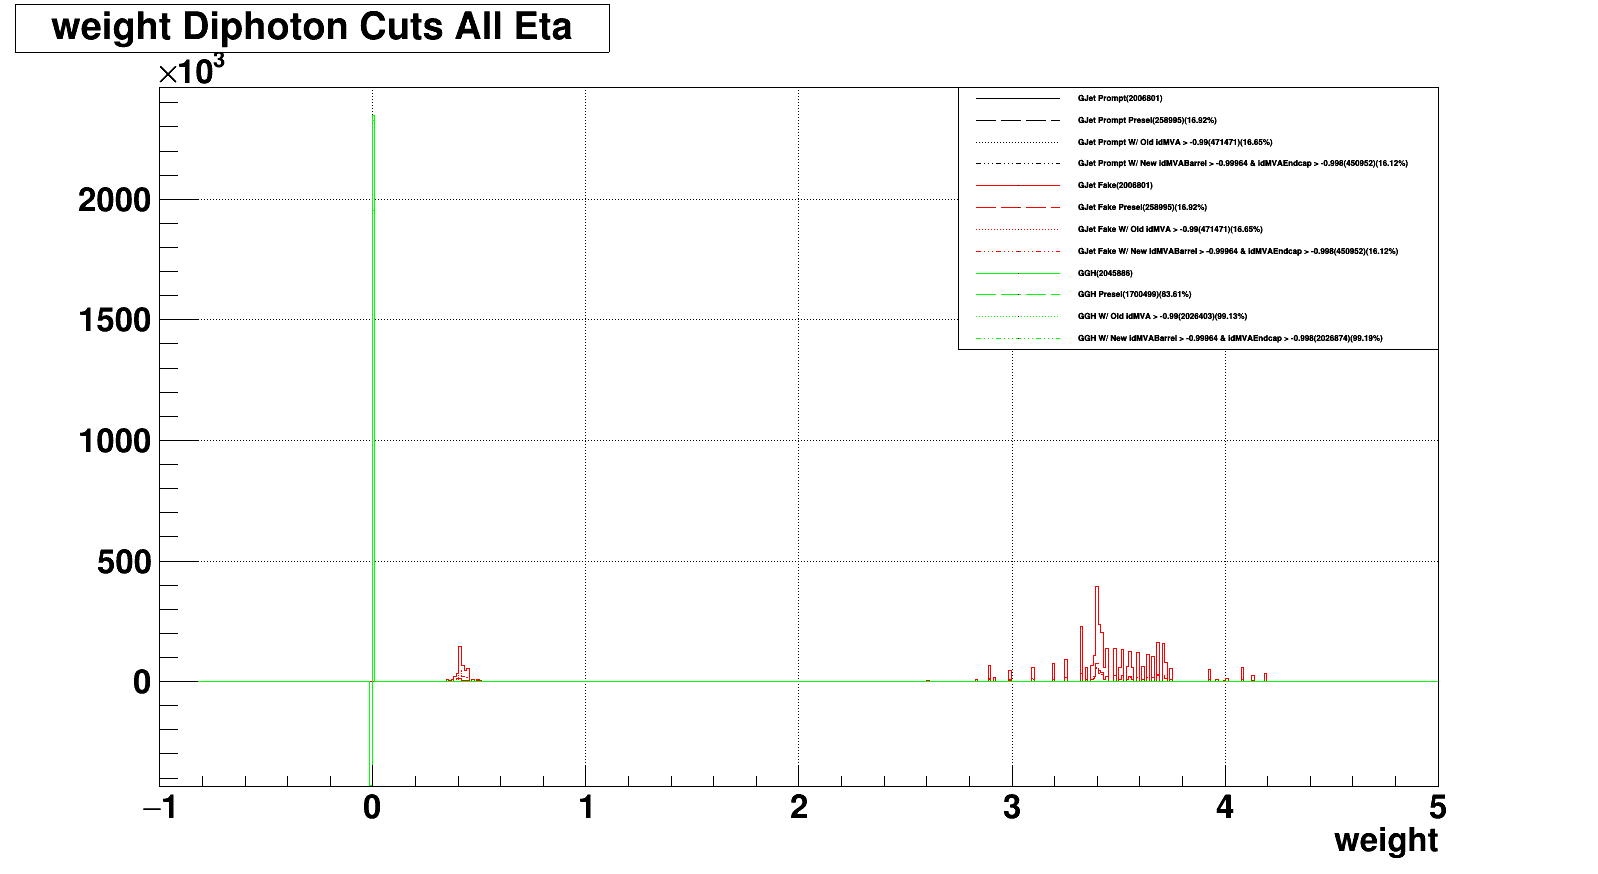 weight Diphoton Cuts All Eta
×10³
GJet Prompt(2006801)
GJet Prompt Presel(258995)(16.92%)
GJet Prompt W/ Old idMVA > -0.99(471471)(16.65%)
GJet Prompt W/ New idMVABarrel > -0.99964 & idMVAEndcap > -0.998(450952)(16.12%)
GJet Fake(2006801)
GJet Fake Presel(258995)(16.92%)
GJet Fake W/ Old idMVA > -0.99(471471)(16.65%)
GJet Fake W/ New idMVABarrel > -0.99964 & idMVAEndcap > -0.998(450952)(16.12%)
GGH(2045886)
GGH Presel(1700499)(83.61%)
GGH W/ Old idMVA > -0.99(2026403)(99.13%)
GGH W/ New idMVABarrel > -0.99964 & idMVAEndcap > -0.998(2026874)(99.19%)
2000
1500
1000
500
0
−1 0 1 2 3 4 5
weight